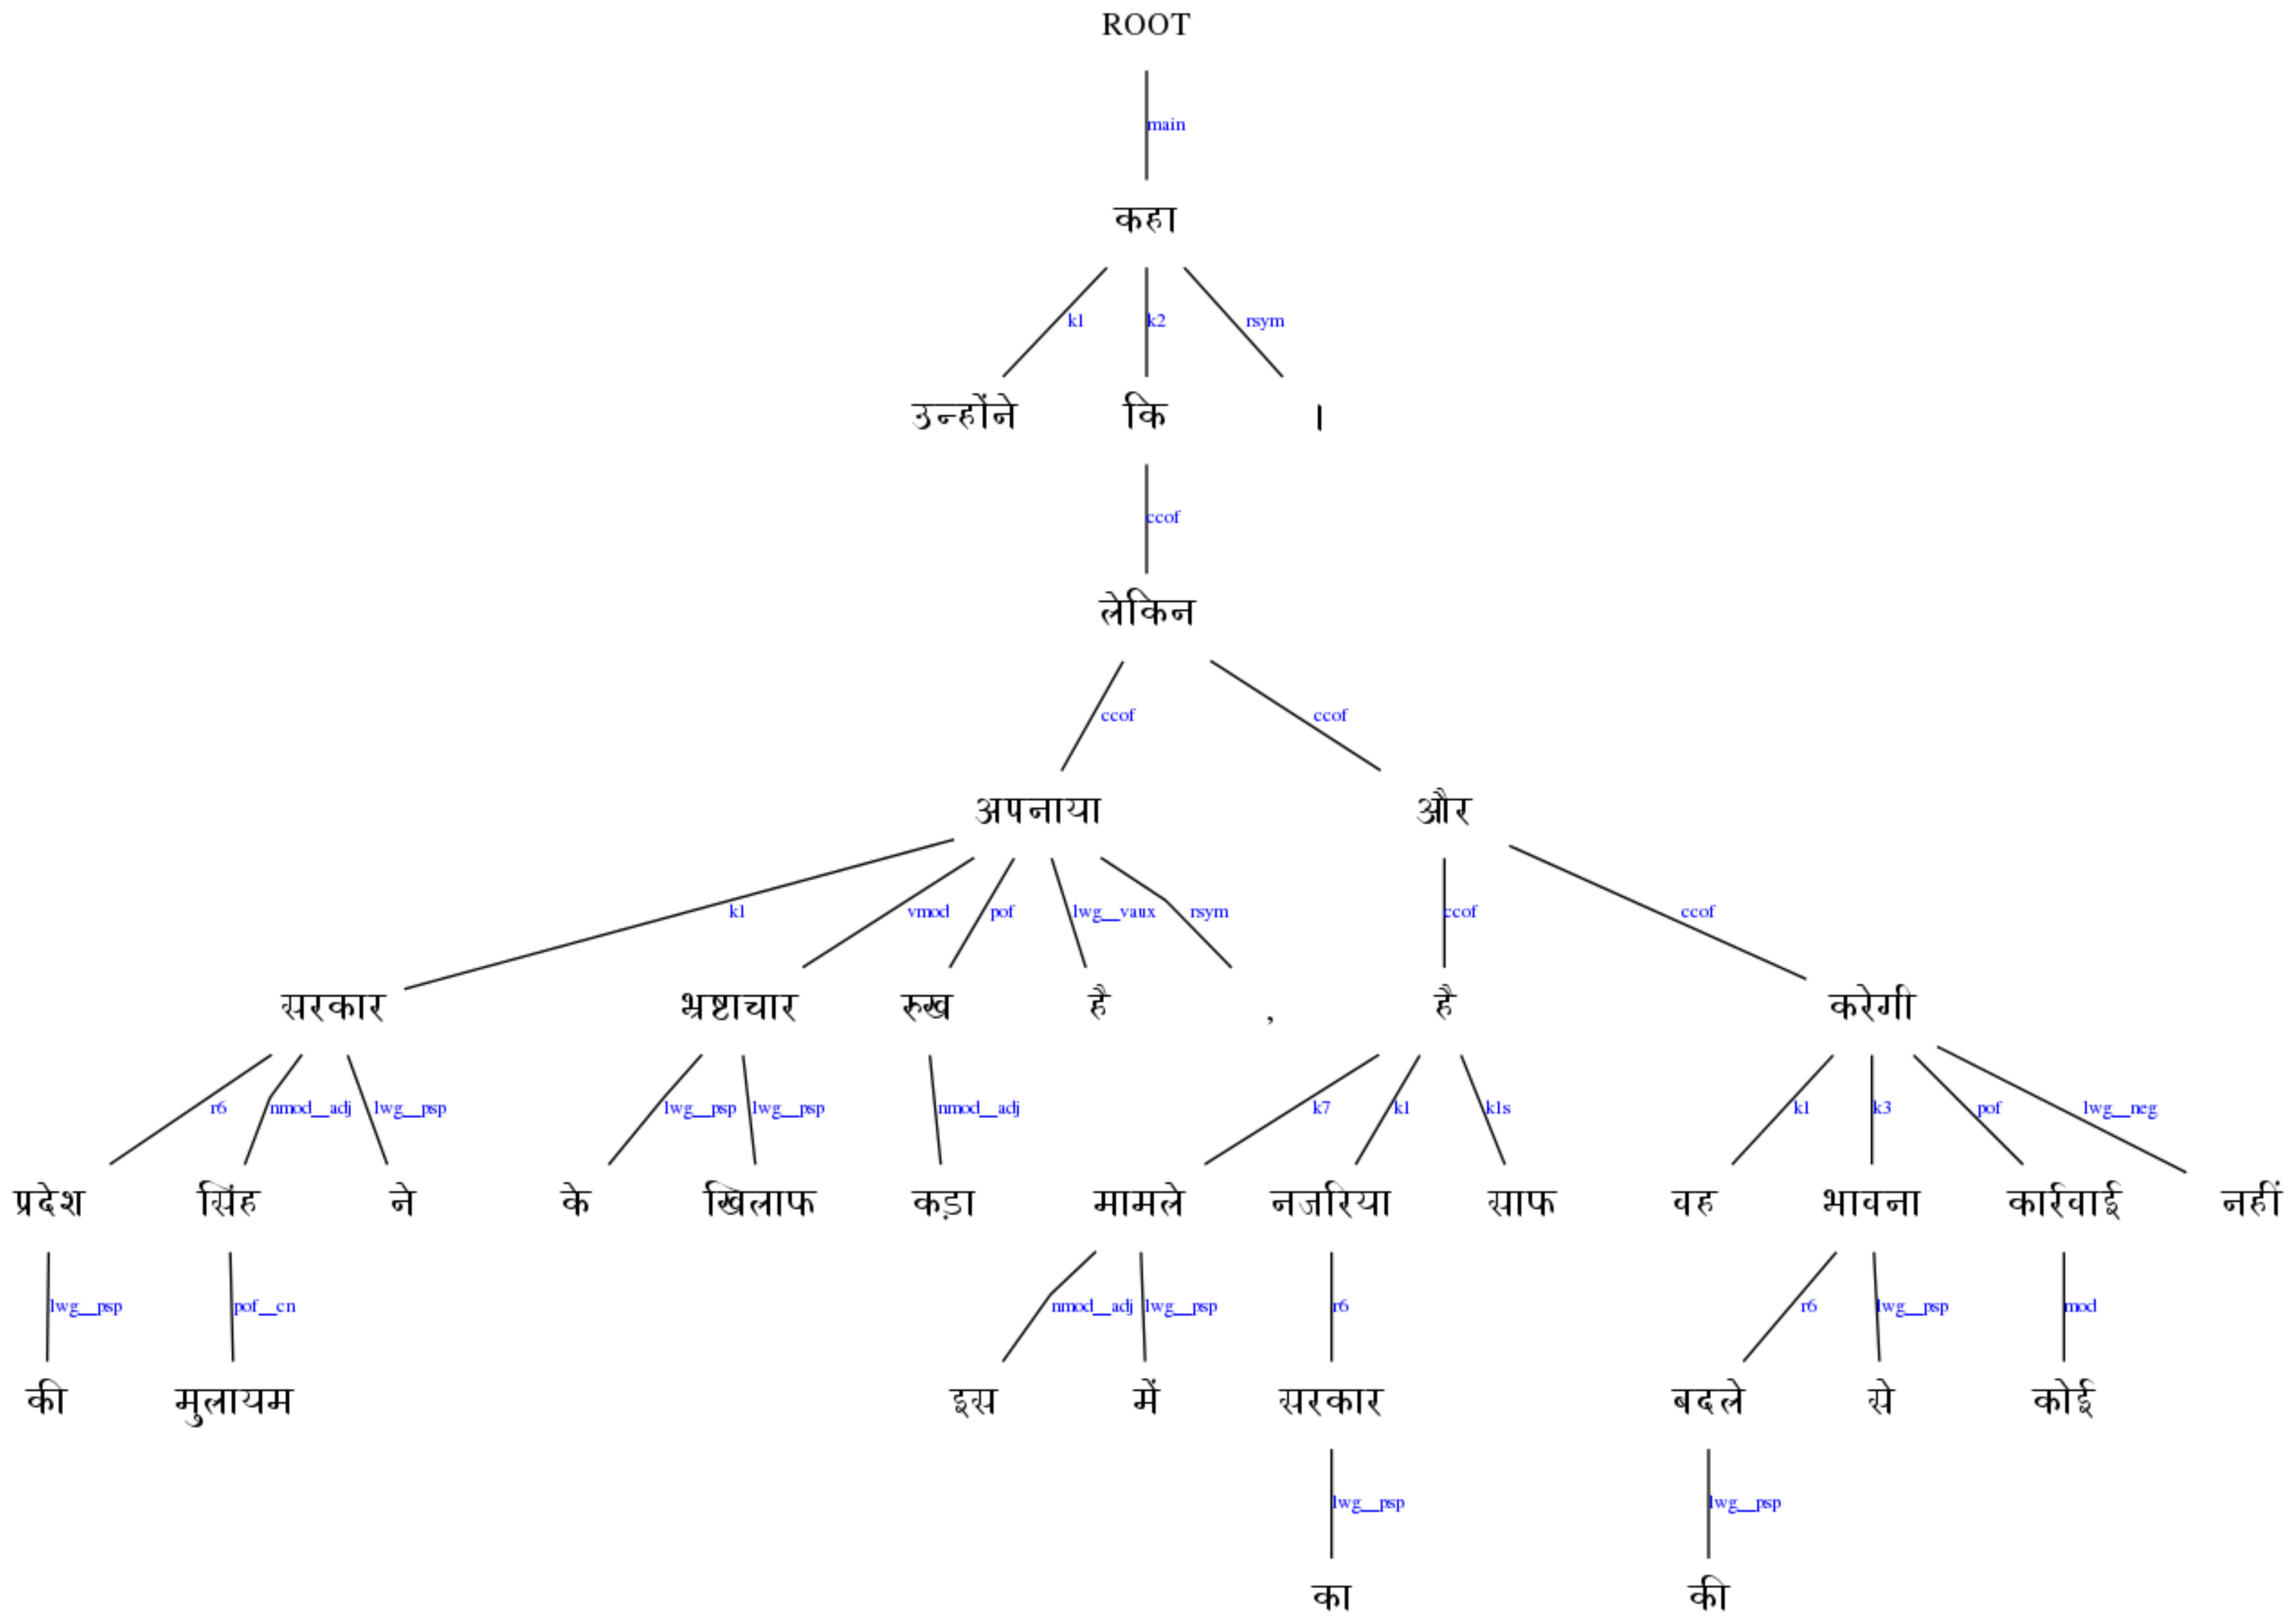 ROOT
main
कहा
k1 k2 rsym
उन्होंने कि ।
ccof
लेकिन
ccof ccof
अपनाया और
k1 vmod pof lwg__vaux rsym ccof ccof
सरकार भ्रष्टाचार रुख है , है करेगी
r6 nmod__adj lwg__psp lwg__psp lwg__psp nmod__adj k7 k1 k1s k1 k3 pof lwg__neg
प्रदेश सिंह ने के खिलाफ कड़ा मामले नजरिया साफ वह भावना कार्रवाई नहीं
lwg__psp pof__cn nmod__adj lwg__psp r6 r6 lwg__psp mod
की मुलायम इस में सरकार बदले से कोई
lwg__psp lwg__psp
का की